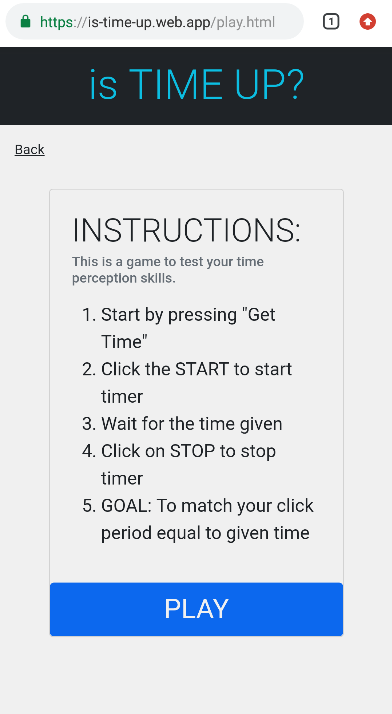 https://is-time-up.web.app/play.html
1
is TIME UP?
Back
INSTRUCTIONS:
This is a game to test your time
perception skills.
1. Start by pressing "Get
Time"
2. Click the START to start
timer
3. Wait for the time given
4. Click on STOP to stop
timer
5. GOAL: To match your click
period equal to given time
PLAY